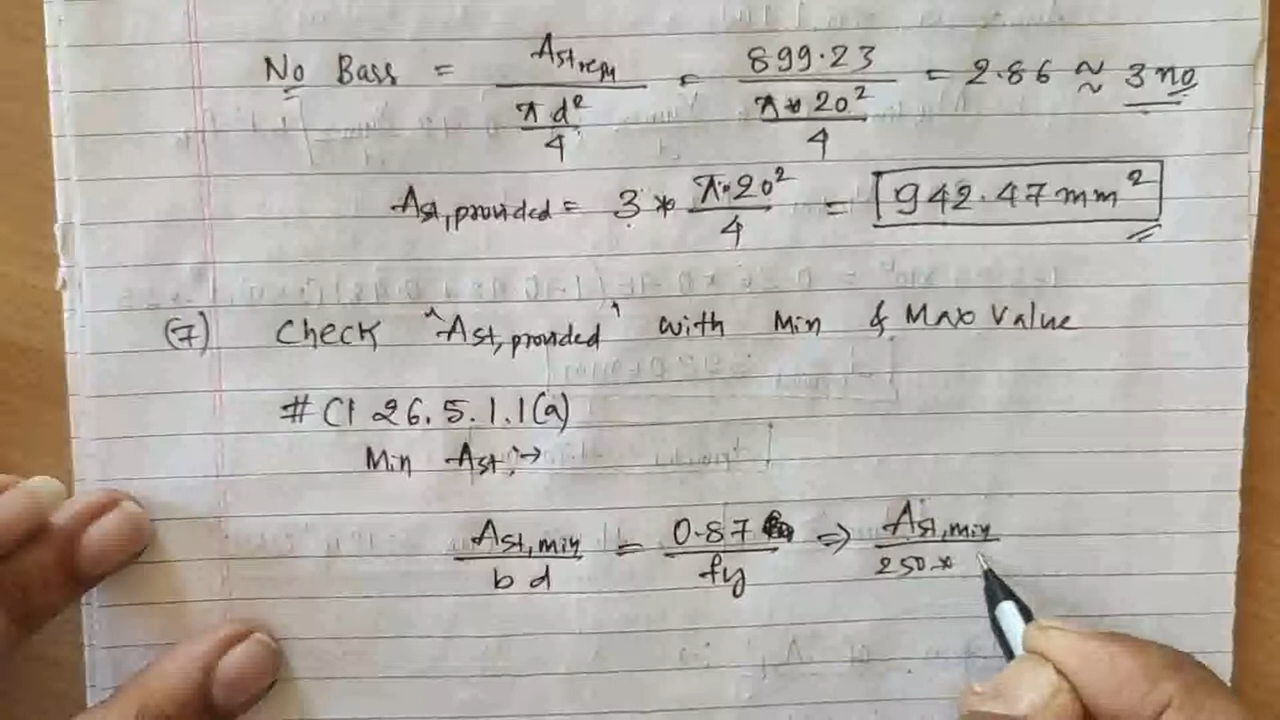 No Bars = Ast reqd / (π d² / 4) = 899.23 / (π * 20² / 4) = 2.86 ≈ 3 no
Ast,provided = 3 * π*20² / 4 = 942.47 mm²
(7) Check "Ast,provided" with Min & Max Value
# Cl 26.5.1.1(a)
Min Ast :→
Ast,min / b d = 0.87 / fy ⇒ Ast,min / 250 *